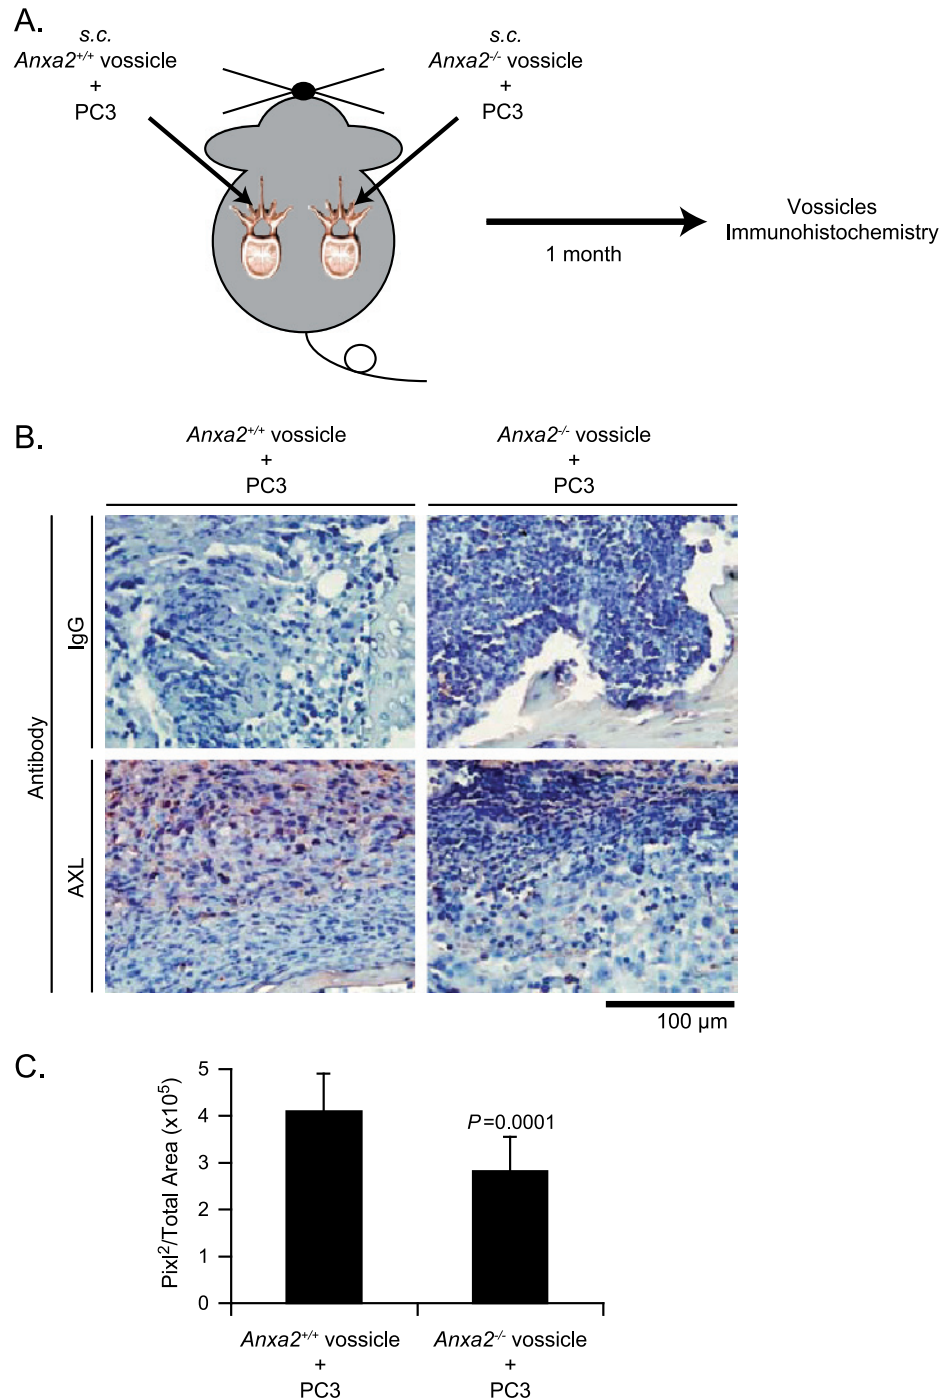 A.
s.c.
Anxa2+/+ vossicle
+
PC3
s.c.
Anxa2-/- vossicle
+
PC3
1 month
Vossicles
Immunohistochemistry
B.
Anxa2+/+ vossicle
+
PC3
Anxa2-/- vossicle
+
PC3
Antibody
IgG
AXL
100 µm
C.
Pixl²/Total Area (x10⁵)
5
4
3
2
1
0
P=0.0001
Anxa2+/+ vossicle
+
PC3
Anxa2-/- vossicle
+
PC3